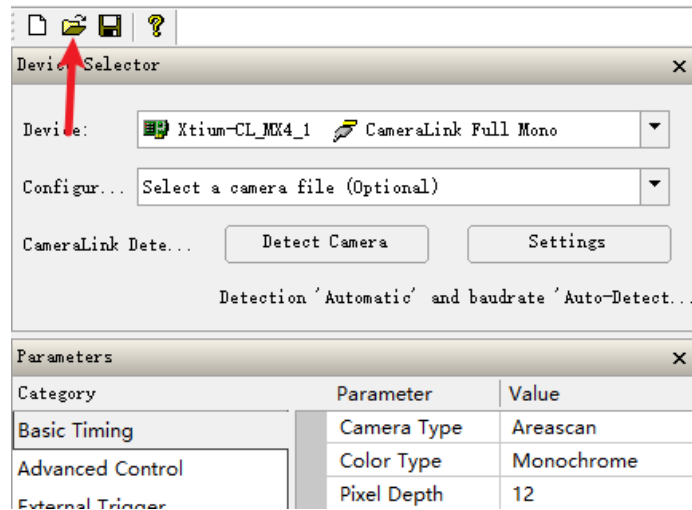 Device Selector
Device: Xtium-CL_MX4_1 CameraLink Full Mono
Configur... Select a camera file (Optional)
CameraLink Dete... Detect Camera Settings
Detection 'Automatic' and baudrate 'Auto-Detect...
Parameters
Category Parameter Value
Basic Timing Camera Type Areascan
Advanced Control Color Type Monochrome
External Trigger Pixel Depth 12